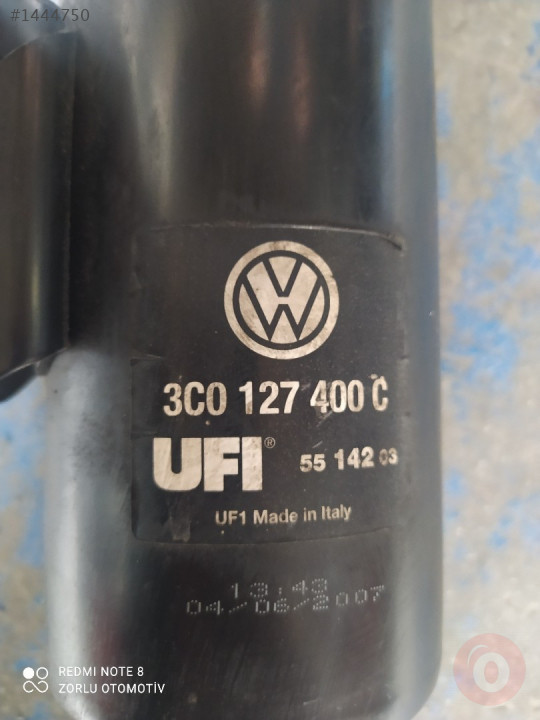 #1444750
3C0 127 400 C
UFI® 55 142 03
UF1 Made in Italy
13:43
04/06/2007
REDMI NOTE 8
ZORLU OTOMOTİV